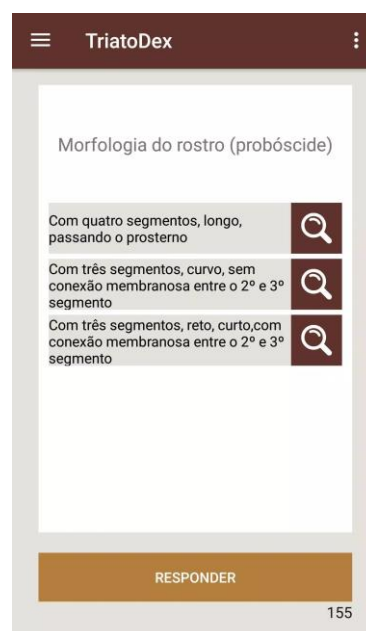 TriatoDex
Morfologia do rostro (probóscide)
Com quatro segmentos, longo,
passando o prosterno
Com três segmentos, curvo, sem
conexão membranosa entre o 2º e 3º
segmento
Com três segmentos, reto, curto,com
conexão membranosa entre o 2º e 3º
segmento
RESPONDER
155